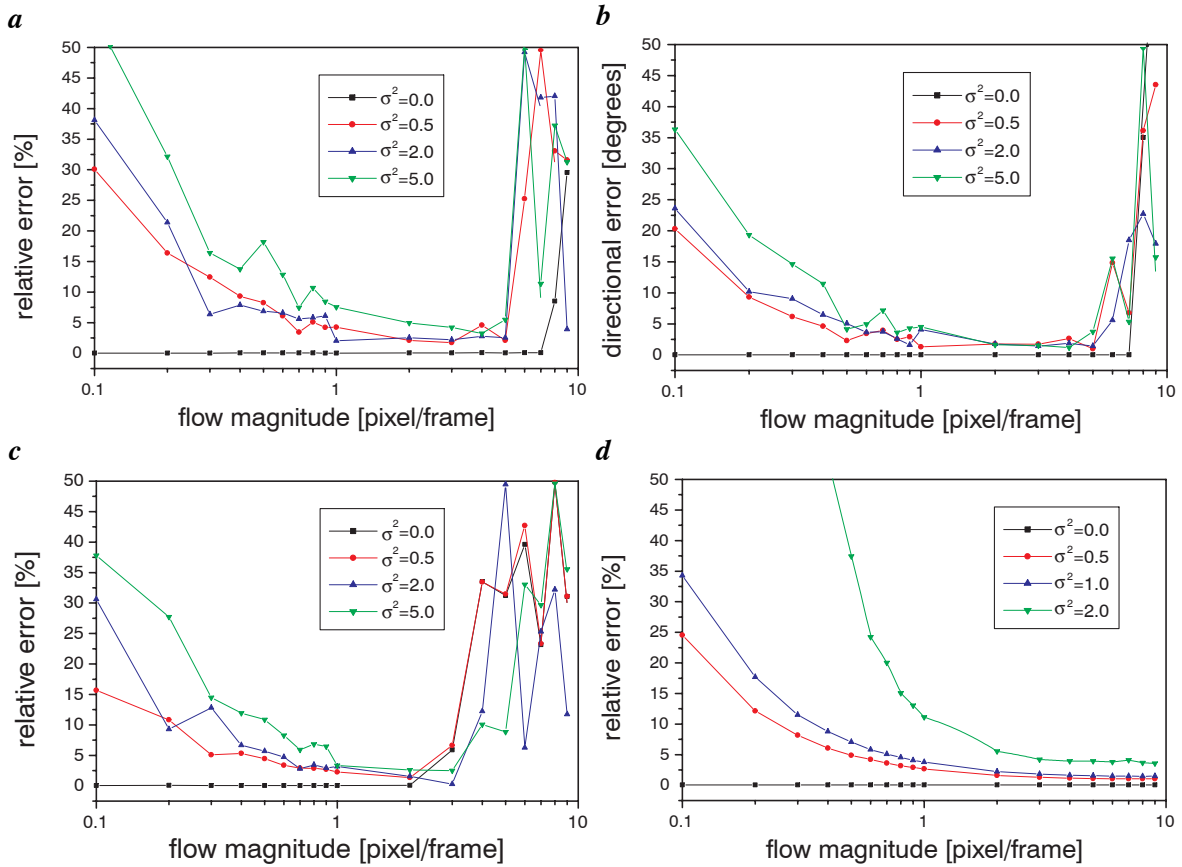 a
50
45
40
35
30
25
20
15
10
5
0
relative error [%]
σ²=0.0
σ²=0.5
σ²=2.0
σ²=5.0
0.1 1 10
flow magnitude [pixel/frame]
b
50
45
40
35
30
25
20
15
10
5
0
directional error [degrees]
σ²=0.0
σ²=0.5
σ²=2.0
σ²=5.0
0.1 1 10
flow magnitude [pixel/frame]
c
50
45
40
35
30
25
20
15
10
5
0
relative error [%]
σ²=0.0
σ²=0.5
σ²=2.0
σ²=5.0
0.1 1 10
flow magnitude [pixel/frame]
d
50
45
40
35
30
25
20
15
10
5
0
relative error [%]
σ²=0.0
σ²=0.5
σ²=1.0
σ²=2.0
0.1 1 10
flow magnitude [pixel/frame]